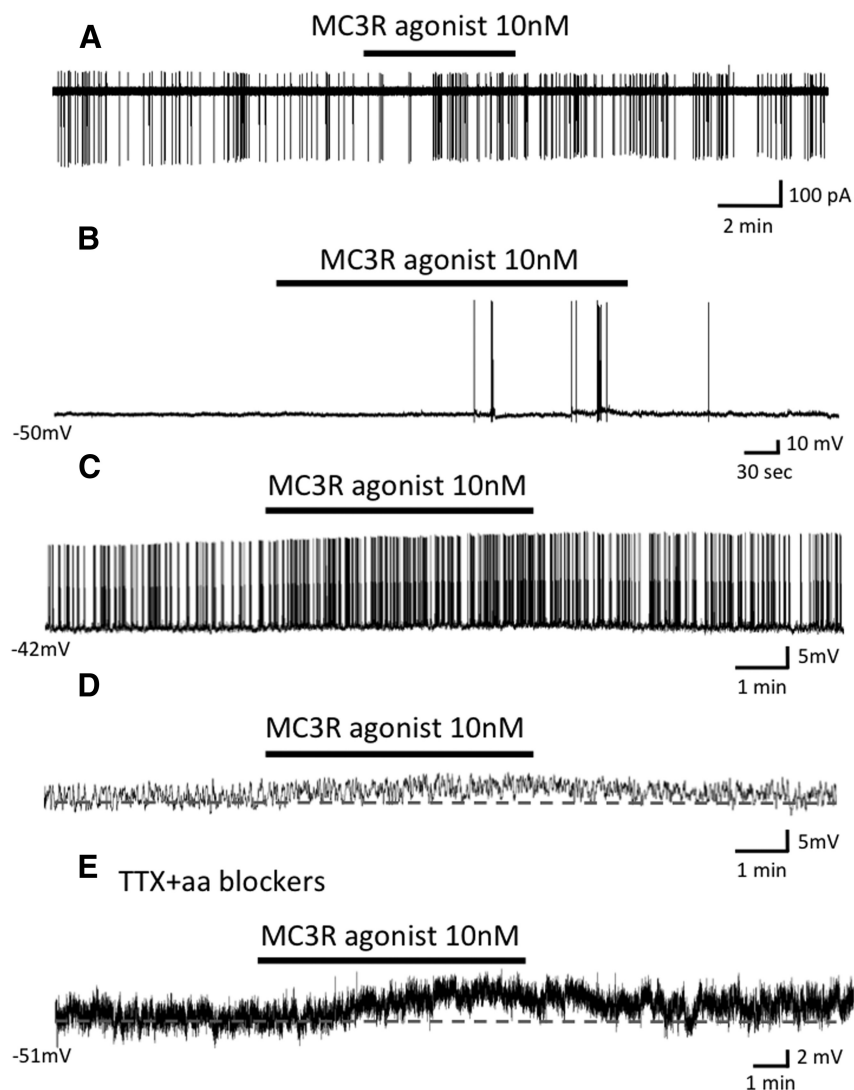 A
MC3R agonist 10nM
100 pA
2 min
B
MC3R agonist 10nM
-50mV
10 mV
30 sec
C
MC3R agonist 10nM
-42mV
5mV
1 min
D
MC3R agonist 10nM
5mV
1 min
E
TTX+aa blockers
MC3R agonist 10nM
-51mV
2 mV
1 min